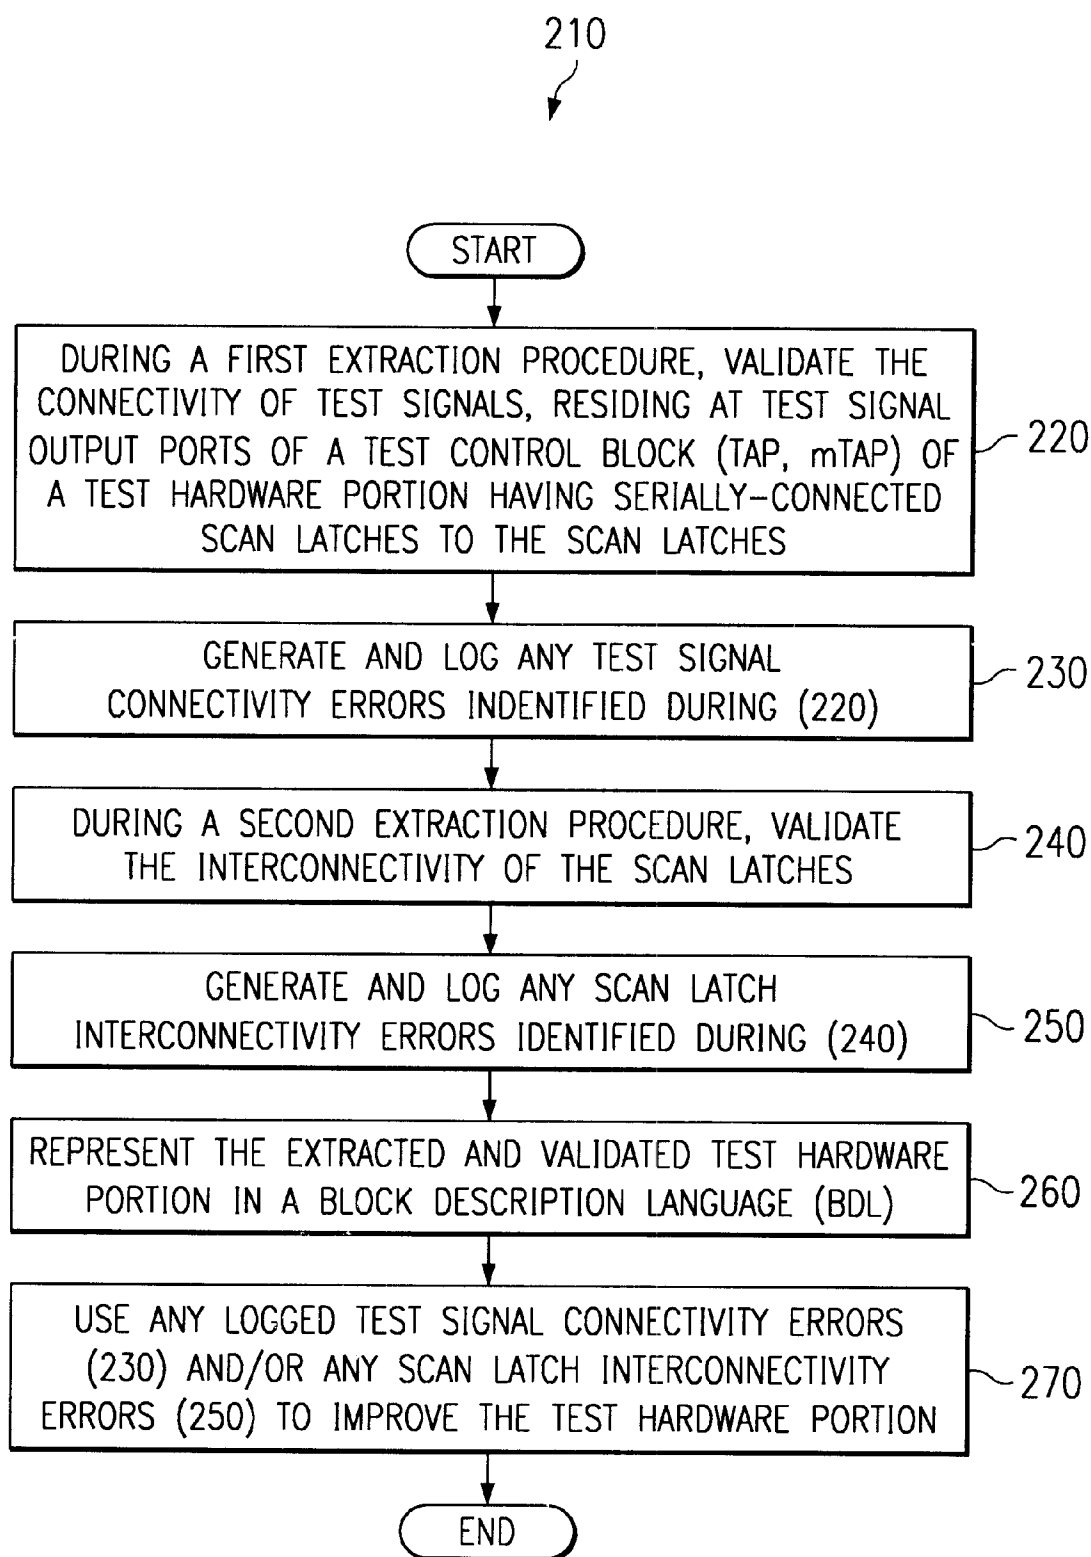 210
START
DURING A FIRST EXTRACTION PROCEDURE, VALIDATE THE
CONNECTIVITY OF TEST SIGNALS, RESIDING AT TEST SIGNAL
OUTPUT PORTS OF A TEST CONTROL BLOCK (TAP, mTAP) OF
A TEST HARDWARE PORTION HAVING SERIALLY-CONNECTED
SCAN LATCHES TO THE SCAN LATCHES
220
GENERATE AND LOG ANY TEST SIGNAL
CONNECTIVITY ERRORS INDENTIFIED DURING (220)
230
DURING A SECOND EXTRACTION PROCEDURE, VALIDATE
THE INTERCONNECTIVITY OF THE SCAN LATCHES
240
GENERATE AND LOG ANY SCAN LATCH
INTERCONNECTIVITY ERRORS IDENTIFIED DURING (240)
250
REPRESENT THE EXTRACTED AND VALIDATED TEST HARDWARE
PORTION IN A BLOCK DESCRIPTION LANGUAGE (BDL)
260
USE ANY LOGGED TEST SIGNAL CONNECTIVITY ERRORS
(230) AND/OR ANY SCAN LATCH INTERCONNECTIVITY
ERRORS (250) TO IMPROVE THE TEST HARDWARE PORTION
270
END